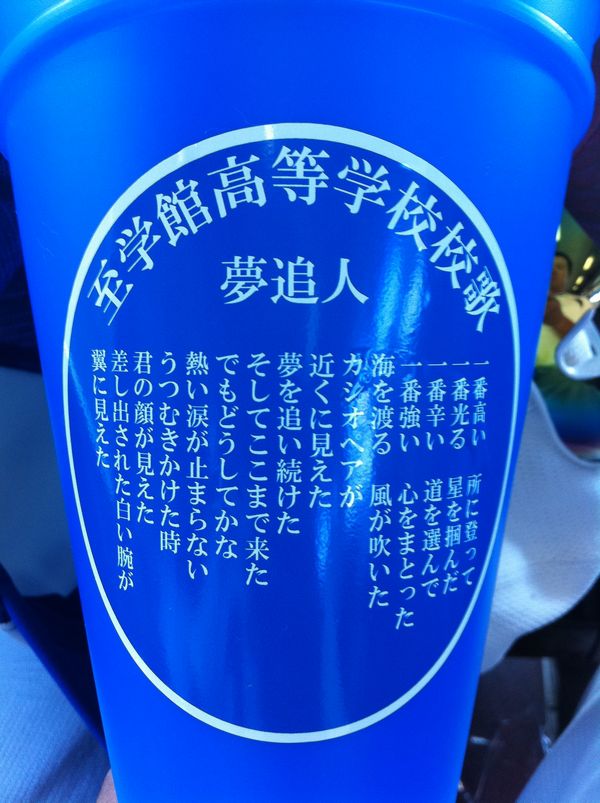 至学館高等学校校歌
夢追人
一番高い 所に登って
一番光る 星を掴んだ
一番辛い 道を選んで
一番強い 心をまとった
海を渡る 風が吹いた
カシオペアが
近くに見えた
夢を追い続けた
そしてここまで来た
でもどうしてかな
熱い涙が止まらない
うつむきかけた時
君の顔が見えた
差し出された白い腕が
翼に見えた